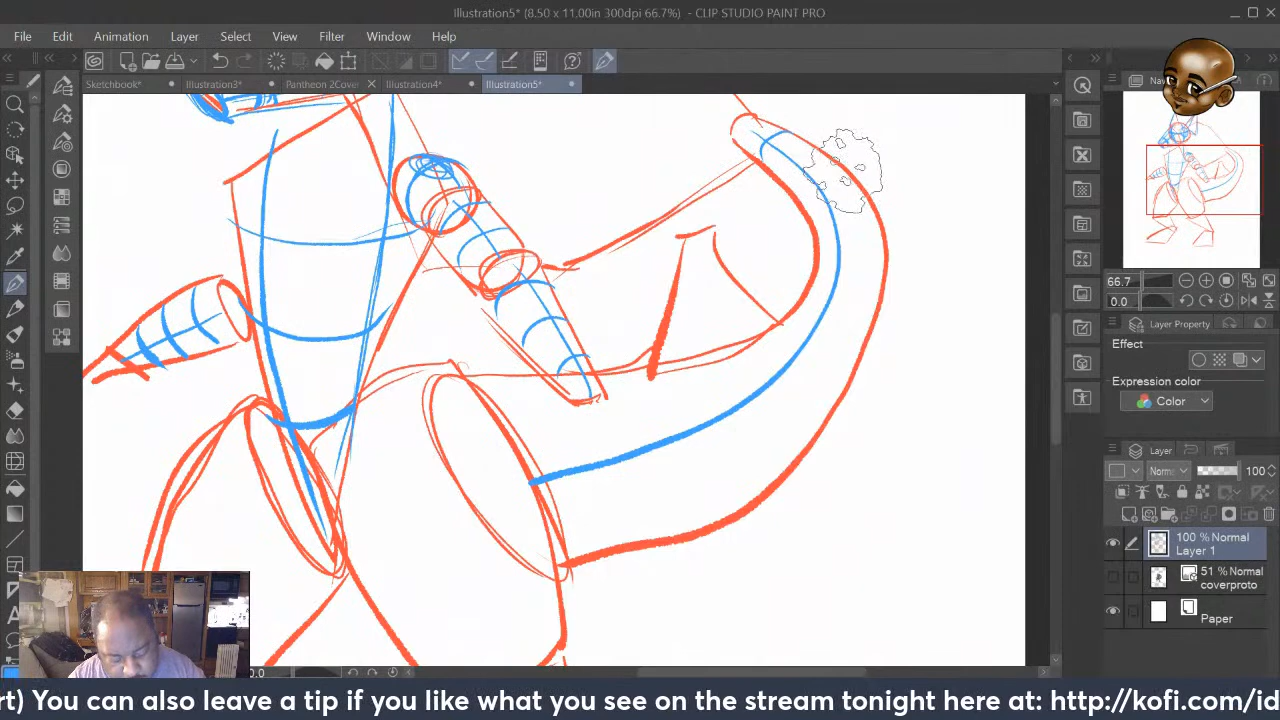 Illustration5* (8.50 x 11.00in 300dpi 66.7%) - CLIP STUDIO PAINT PRO
File Edit Animation Layer Select View Filter Window Help
Sketchbook* Illustration3* Pantheon 2Cover Illustration4* Illustration5*
66.7
0.0
Layer Property
Effect
Expression color
Color
Layer
Norm 100
100 % Normal
Layer 1
51 % Normal
coverproto
Paper
0.0
rt) You can also leave a tip if you like what you see on the stream tonight here at: http://kofi.com/id